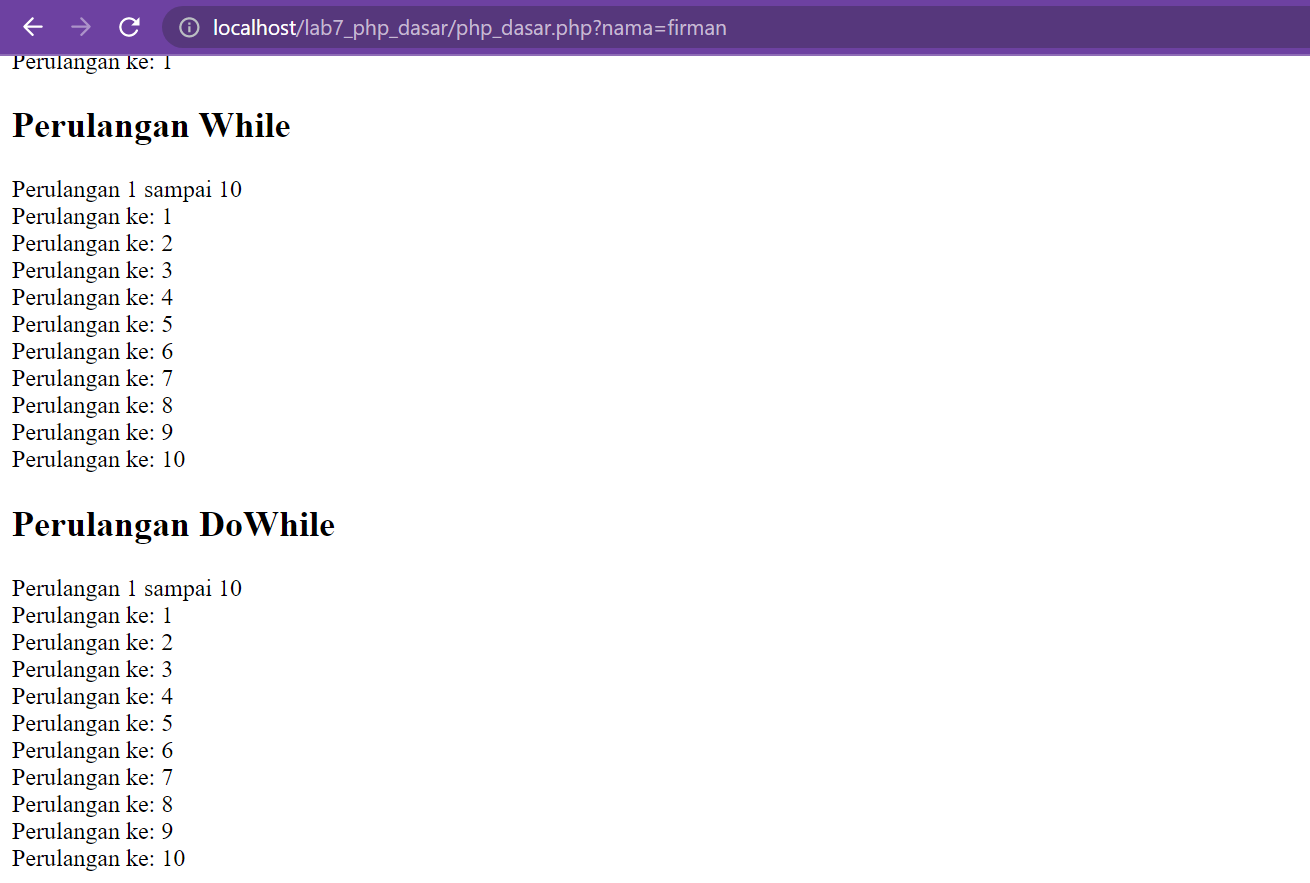 localhost/lab7_php_dasar/php_dasar.php?nama=firman
Perulangan ke: 1
Perulangan While
Perulangan 1 sampai 10
Perulangan ke: 1
Perulangan ke: 2
Perulangan ke: 3
Perulangan ke: 4
Perulangan ke: 5
Perulangan ke: 6
Perulangan ke: 7
Perulangan ke: 8
Perulangan ke: 9
Perulangan ke: 10
Perulangan DoWhile
Perulangan 1 sampai 10
Perulangan ke: 1
Perulangan ke: 2
Perulangan ke: 3
Perulangan ke: 4
Perulangan ke: 5
Perulangan ke: 6
Perulangan ke: 7
Perulangan ke: 8
Perulangan ke: 9
Perulangan ke: 10